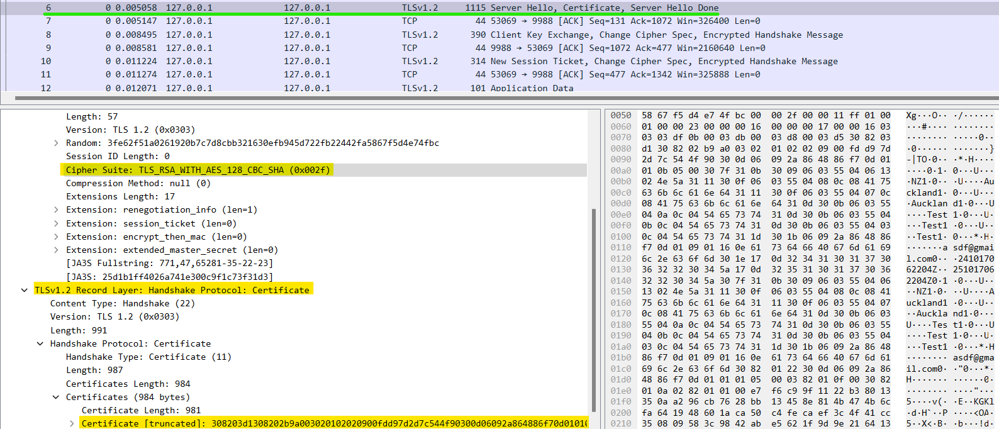 6 0 0.005058 127.0.0.1 127.0.0.1 TLSv1.2 1115 Server Hello, Certificate, Server Hello Done
7 0 0.005147 127.0.0.1 127.0.0.1 TCP 44 53069 → 9988 [ACK] Seq=131 Ack=1072 Win=326400 Len=0
8 0 0.008495 127.0.0.1 127.0.0.1 TLSv1.2 390 Client Key Exchange, Change Cipher Spec, Encrypted Handshake Message
9 0 0.008581 127.0.0.1 127.0.0.1 TCP 44 9988 → 53069 [ACK] Seq=1072 Ack=477 Win=2160640 Len=0
10 0 0.011224 127.0.0.1 127.0.0.1 TLSv1.2 314 New Session Ticket, Change Cipher Spec, Encrypted Handshake Message
11 0 0.011274 127.0.0.1 127.0.0.1 TCP 44 53069 → 9988 [ACK] Seq=477 Ack=1342 Win=325888 Len=0
12 0 0.012071 127.0.0.1 127.0.0.1 TLSv1.2 101 Application Data
Length: 57
Version: TLS 1.2 (0x0303)
Random: 3fe62f51a0261920b7c7d8cbb321630efb945d722fb22442fa5867f5d4e74fbc
Session ID Length: 0
Cipher Suite: TLS_RSA_WITH_AES_128_CBC_SHA (0x002f)
Compression Method: null (0)
Extensions Length: 17
Extension: renegotiation_info (len=1)
Extension: session_ticket (len=0)
Extension: encrypt_then_mac (len=0)
Extension: extended_master_secret (len=0)
[JA3S Fullstring: 771,47,65281-35-22-23]
[JA3S: 25d1b1ff4026a741e300c9f1c73f31d3]
TLSv1.2 Record Layer: Handshake Protocol: Certificate
Content Type: Handshake (22)
Version: TLS 1.2 (0x0303)
Length: 991
Handshake Protocol: Certificate
Handshake Type: Certificate (11)
Length: 987
Certificates Length: 984
Certificates (984 bytes)
Certificate Length: 981
Certificate [truncated]: 308203d1308202b9a003020102020900fdd97d2d7c544f90300d06092a864886f70d01010
0050 58 67 f5 d4 e7 4f bc 00 00 2f 00 00 11 ff 01 00 Xg···O·· ·/······
0060 01 00 00 23 00 00 00 16 00 00 00 17 00 00 16 03 ···#···· ········
0070 03 03 df 0b 00 03 db 00 03 d8 00 03 d5 30 82 03 ········ ·····0··
0080 d1 30 82 02 b9 a0 03 02 01 02 02 09 00 fd d9 7d ·0······ ·······}
0090 2d 7c 54 4f 90 30 0d 06 09 2a 86 48 86 f7 0d 01 -|TO·0·· ·*·H····
00a0 01 0b 05 00 30 7f 31 0b 30 09 06 03 55 04 06 13 ····0·1· 0···U···
00b0 02 4e 5a 31 11 30 0f 06 03 55 04 08 0c 08 41 75 ·NZ1·0·· ·U····Au
00c0 63 6b 6c 61 6e 64 31 11 30 0f 06 03 55 04 07 0c ckland1· 0···U···
00d0 08 41 75 63 6b 6c 61 6e 64 31 0d 30 0b 06 03 55 ·Aucklan d1·0···U
00e0 04 0a 0c 04 54 65 73 74 31 0d 30 0b 06 03 55 04 ····Test 1·0···U·
00f0 0b 0c 04 54 65 73 74 31 0d 30 0b 06 03 55 04 03 ···Test1 ·0···U··
0100 0c 04 54 65 73 74 31 1d 30 1b 06 09 2a 86 48 86 ··Test1· 0···*·H·
0110 f7 0d 01 09 01 16 0e 61 73 64 66 40 67 6d 61 69 ·······a sdf@gmai
0120 6c 2e 63 6f 6d 30 1e 17 0d 32 34 31 30 31 37 30 l.com0·· ·2410170
0130 36 32 32 30 34 5a 17 0d 32 35 31 30 31 37 30 36 62204Z·· 25101706
0140 32 32 30 34 5a 30 7f 31 0b 30 09 06 03 55 04 06 2204Z0·1 ·0···U··
0150 13 02 4e 5a 31 11 30 0f 06 03 55 04 08 0c 08 41 ··NZ1·0· ··U····A
0160 75 63 6b 6c 61 6e 64 31 11 30 0f 06 03 55 04 07 uckland1 ·0···U··
0170 0c 08 41 75 63 6b 6c 61 6e 64 31 0d 30 0b 06 03 ··Auckla nd1·0···
0180 55 04 0a 0c 04 54 65 73 74 31 0d 30 0b 06 03 55 U····Tes t1·0···U
0190 04 0b 0c 04 54 65 73 74 31 0d 30 0b 06 03 55 04 ····Test 1·0···U·
01a0 03 0c 04 54 65 73 74 31 1d 30 1b 06 09 2a 86 48 ···Test1 ·0···*·H
01b0 86 f7 0d 01 09 01 16 0e 61 73 64 66 40 67 6d 61 ········ asdf@gma
01c0 69 6c 2e 63 6f 6d 30 82 01 22 30 0d 06 09 2a 86 il.com0· ·"0···*·
01d0 48 86 f7 0d 01 01 01 05 00 03 82 01 0f 00 30 82 H······· ······0·
01e0 01 0a 02 82 01 01 00 e7 f6 c9 9f 11 22 b3 80 13 ········ ····"···
01f0 35 0a a2 96 cb 76 28 bb 13 45 8e 81 4b 47 4b 6c 5····v(· ·E··KGKl
0200 fa 64 19 48 60 1a ca 50 c4 fe ca ef 3c 4f 41 cc ·d·H`··P ····<OA·
0210 35 08 09 58 3c 98 42 ab e5 62 1f 9d 9e 21 64 13 5··X<·B· ·b···!d·